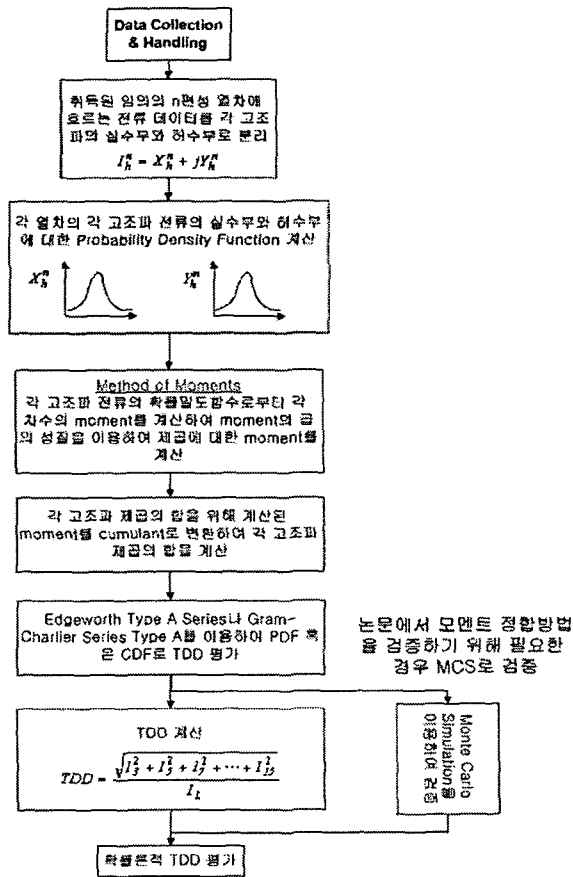 Data Collection
& Handling
취득된 임의의 n편성 열차에
흐르는 전류 데이터를 각 고조
파의 실수부와 허수부로 분리
I_h^n = X_h^n + jY_h^n
각 열차의 각 고조파 전류의 실수부와 허수부
에 대한 Probability Density Function 계산
X_h^n
Y_h^n
Method of Moments
각 고조파 전류의 확률밀도함수로부터 각
차수의 moment를 계산하여 moment의 곱
의 성질을 이용하여 제곱에 대한 moment를
계산
각 고조파 제곱의 합을 위해 계산된
moment를 cumulant로 변환하여 각 고조파
제곱의 합을 계산
Edgeworth Type A Series나 Gram-
Charlier Series Type A를 이용하여 PDF 혹
은 CDF로 TDD 평가
논문에서 모멘트 정합방법
을 검증하기 위해 필요한
경우 MCS로 검증
TDD 계산
TDD = √(I_3^2 + I_5^2 + I_7^2 + ⋯ + I_35^2) / I_L
Monte Carlo
Simulation을
이용하여 검증
확률론적 TDD 평가